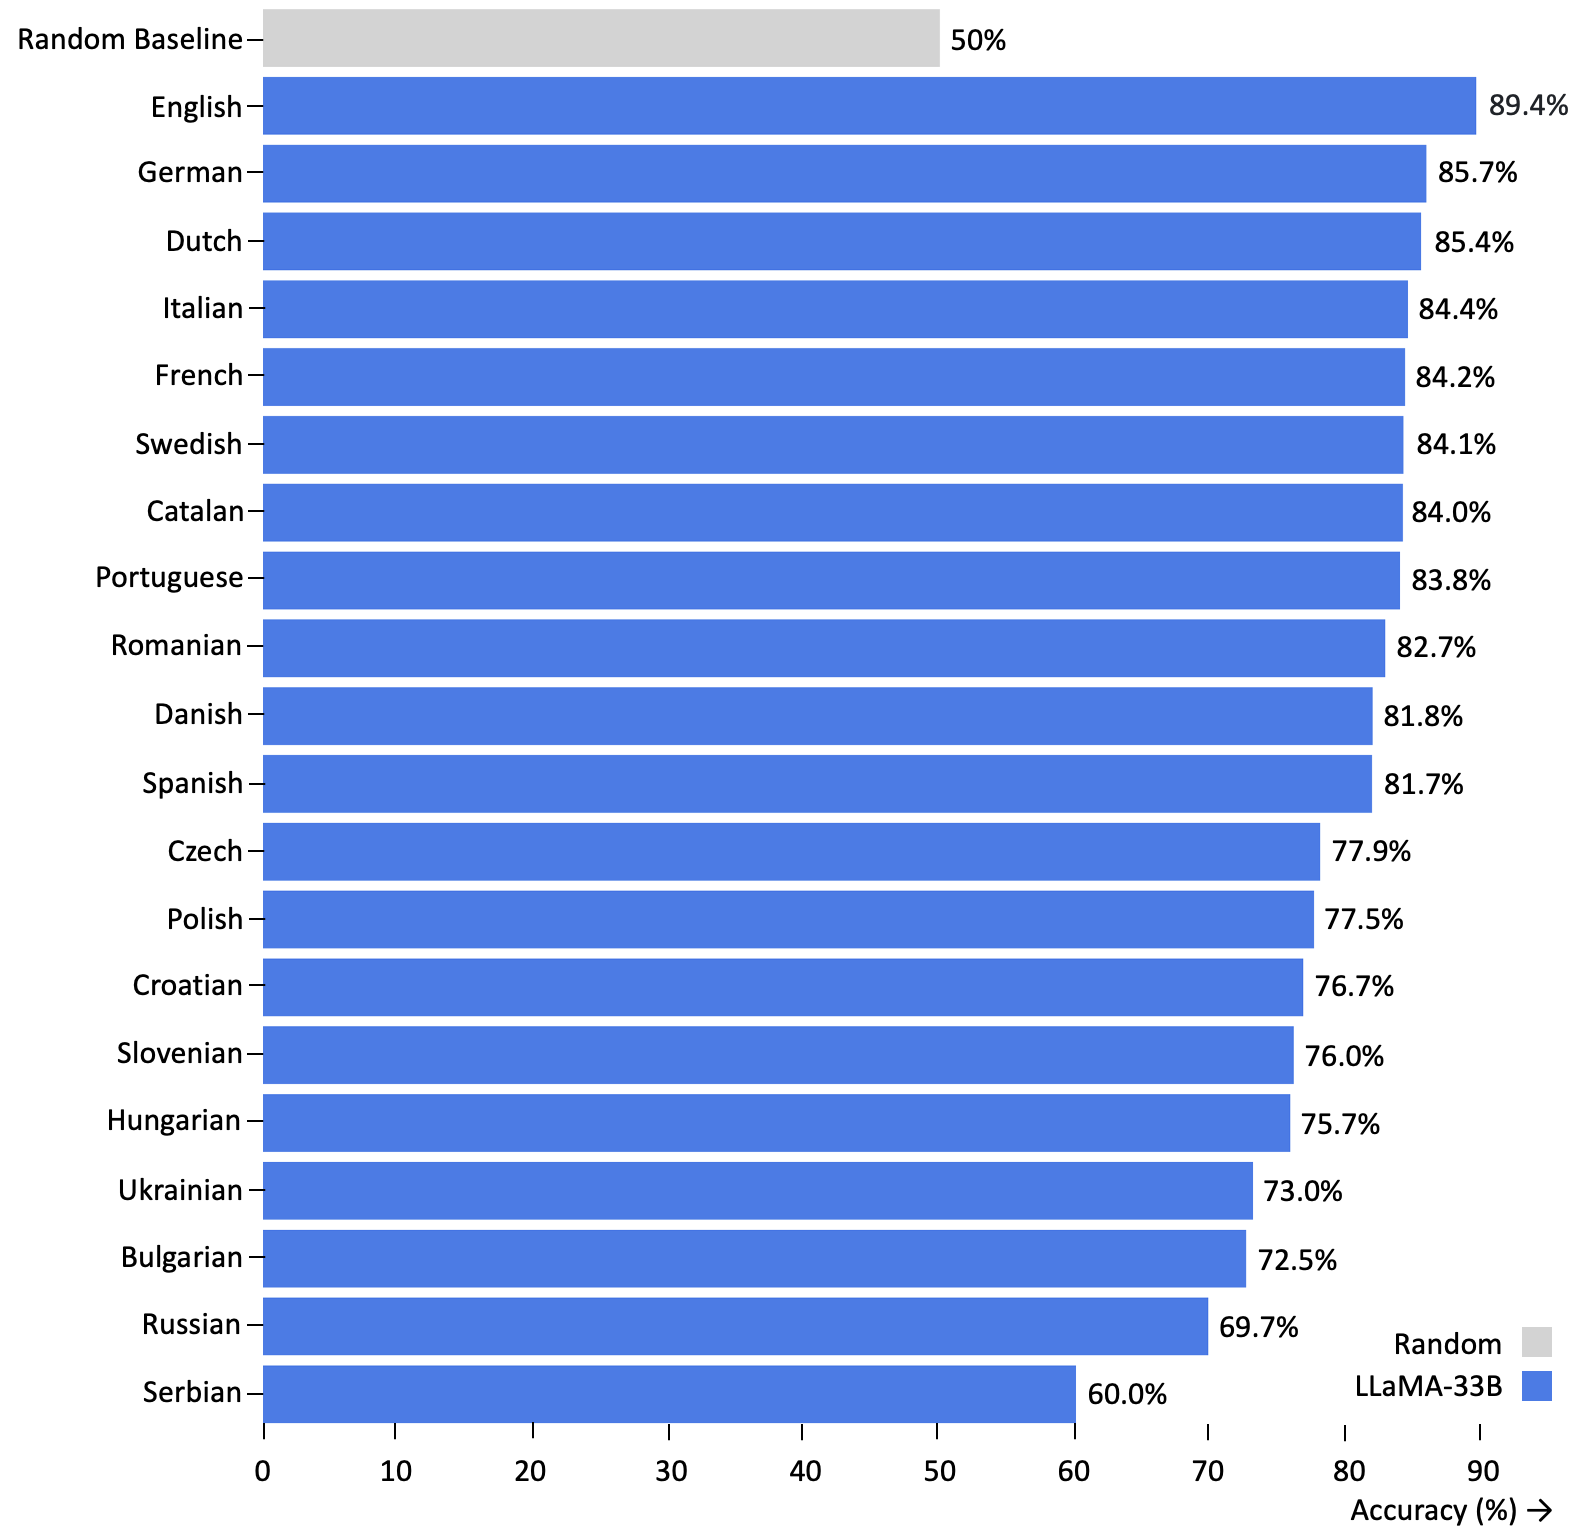 Random Baseline 50%
English 89.4%
German 85.7%
Dutch 85.4%
Italian 84.4%
French 84.2%
Swedish 84.1%
Catalan 84.0%
Portuguese 83.8%
Romanian 82.7%
Danish 81.8%
Spanish 81.7%
Czech 77.9%
Polish 77.5%
Croatian 76.7%
Slovenian 76.0%
Hungarian 75.7%
Ukrainian 73.0%
Bulgarian 72.5%
Russian 69.7%
Random
LLaMA-33B
Serbian 60.0%
0 10 20 30 40 50 60 70 80 90
Accuracy (%) →